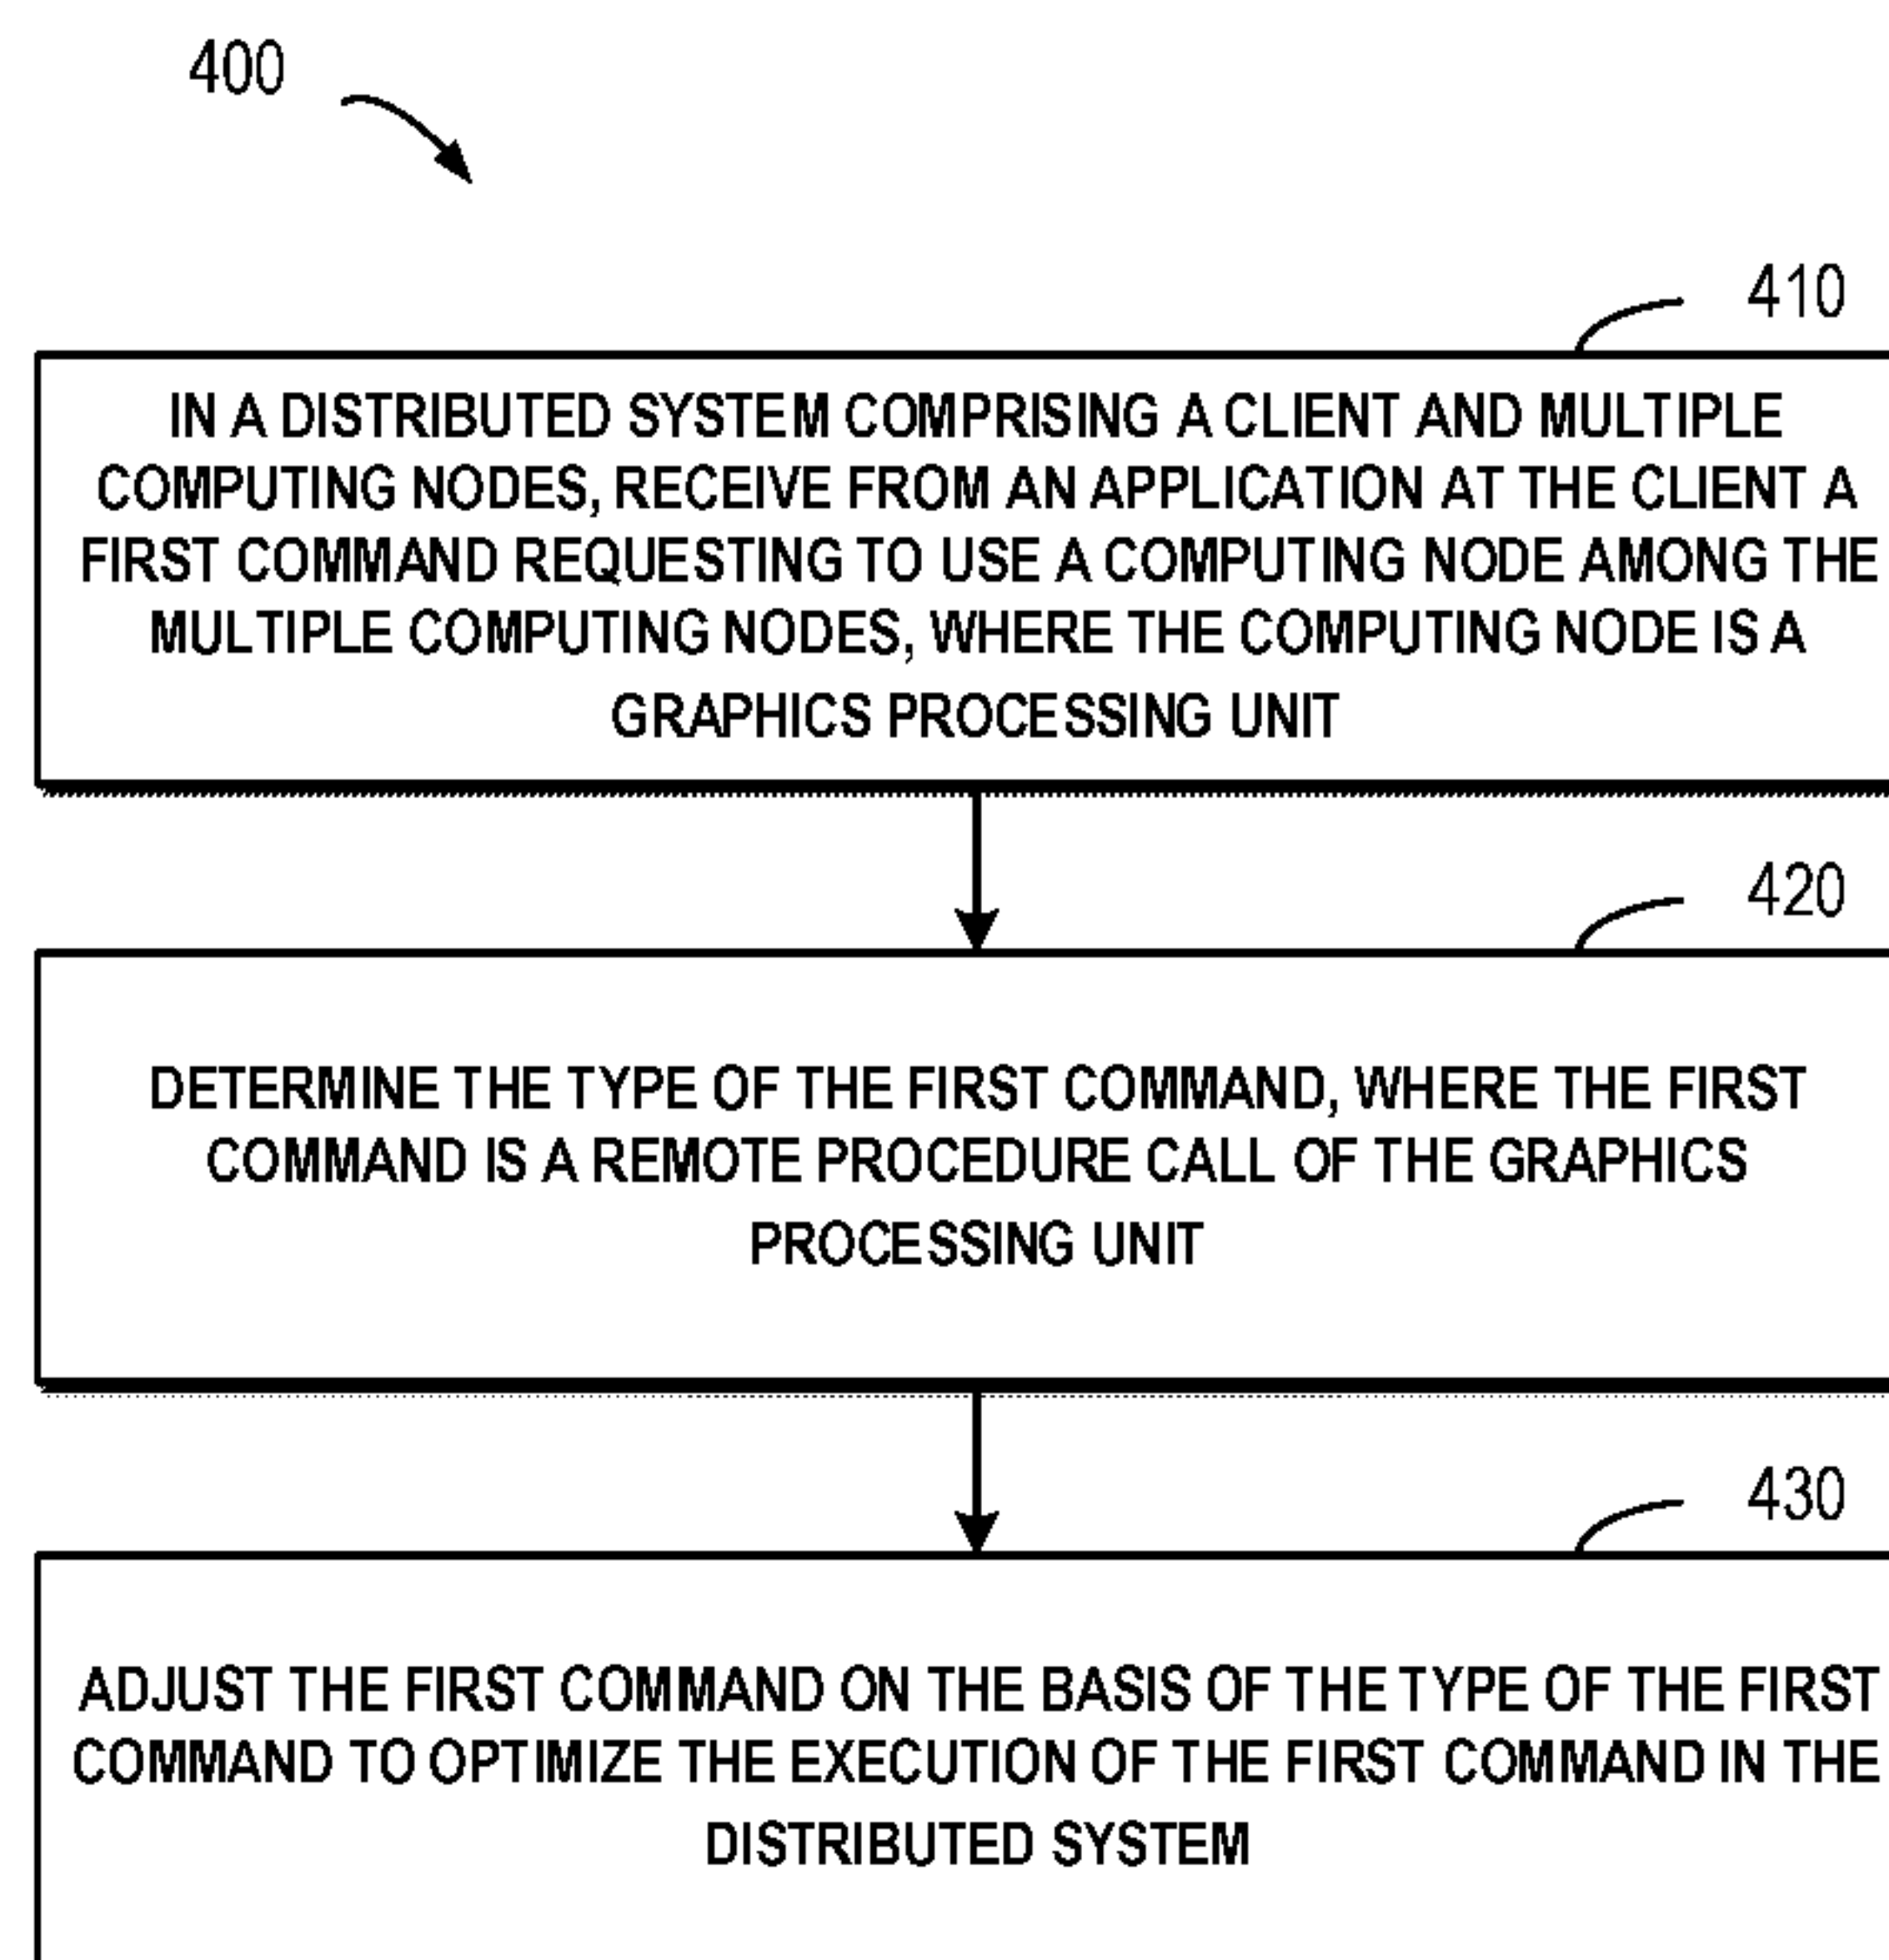 400
410
IN A DISTRIBUTED SYSTEM COMPRISING A CLIENT AND MULTIPLE
COMPUTING NODES, RECEIVE FROM AN APPLICATION AT THE CLIENT A
FIRST COMMAND REQUESTING TO USE A COMPUTING NODE AMONG THE
MULTIPLE COMPUTING NODES, WHERE THE COMPUTING NODE IS A
GRAPHICS PROCESSING UNIT
420
DETERMINE THE TYPE OF THE FIRST COMMAND, WHERE THE FIRST
COMMAND IS A REMOTE PROCEDURE CALL OF THE GRAPHICS
PROCESSING UNIT
430
ADJUST THE FIRST COMMAND ON THE BASIS OF THE TYPE OF THE FIRST
COMMAND TO OPTIMIZE THE EXECUTION OF THE FIRST COMMAND IN THE
DISTRIBUTED SYSTEM